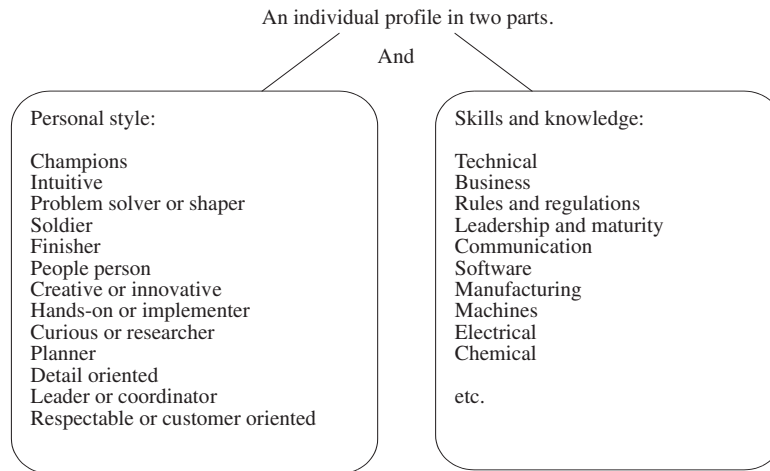 An individual profile in two parts.
And
Personal style:
Champions
Intuitive
Problem solver or shaper
Soldier
Finisher
People person
Creative or innovative
Hands-on or implementer
Curious or researcher
Planner
Detail oriented
Leader or coordinator
Respectable or customer oriented
Skills and knowledge:
Technical
Business
Rules and regulations
Leadership and maturity
Communication
Software
Manufacturing
Machines
Electrical
Chemical
etc.